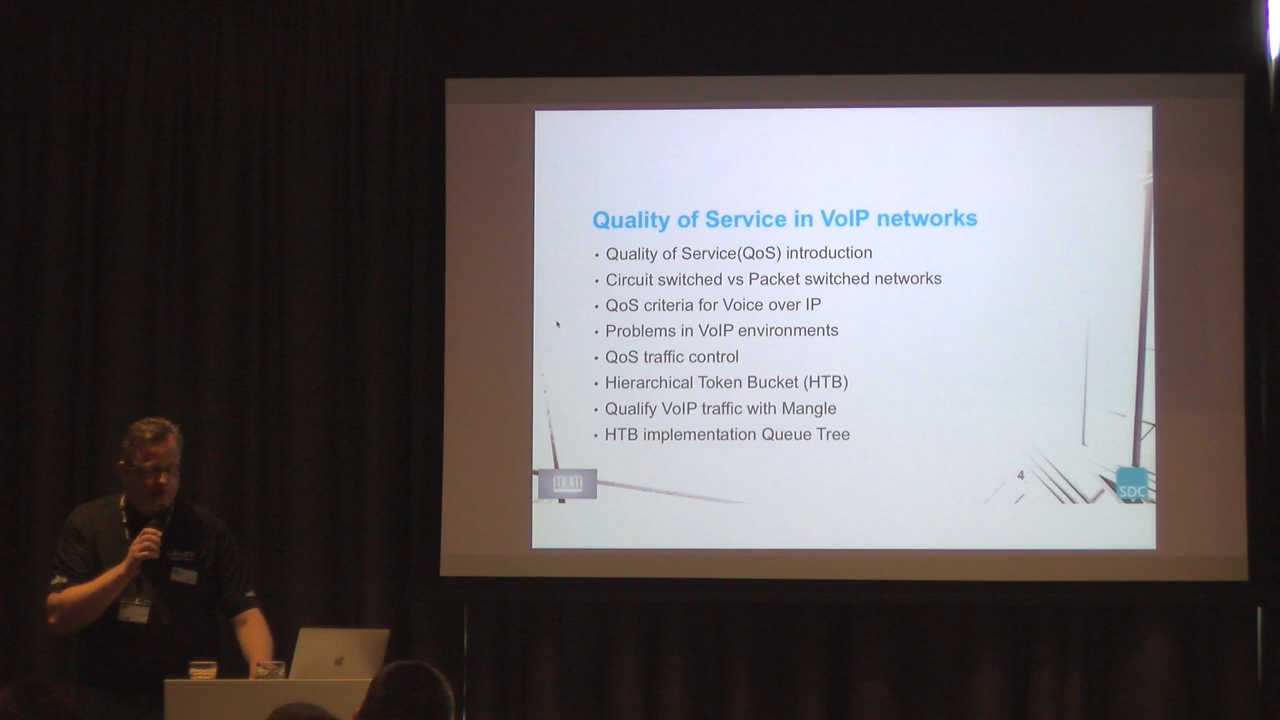 Quality of Service in VoIP networks
• Quality of Service(QoS) introduction
• Circuit switched vs Packet switched networks
• QoS criteria for Voice over IP
• Problems in VoIP environments
• QoS traffic control
• Hierarchical Token Bucket (HTB)
• Qualify VoIP traffic with Mangle
• HTB implementation Queue Tree
4
SDC